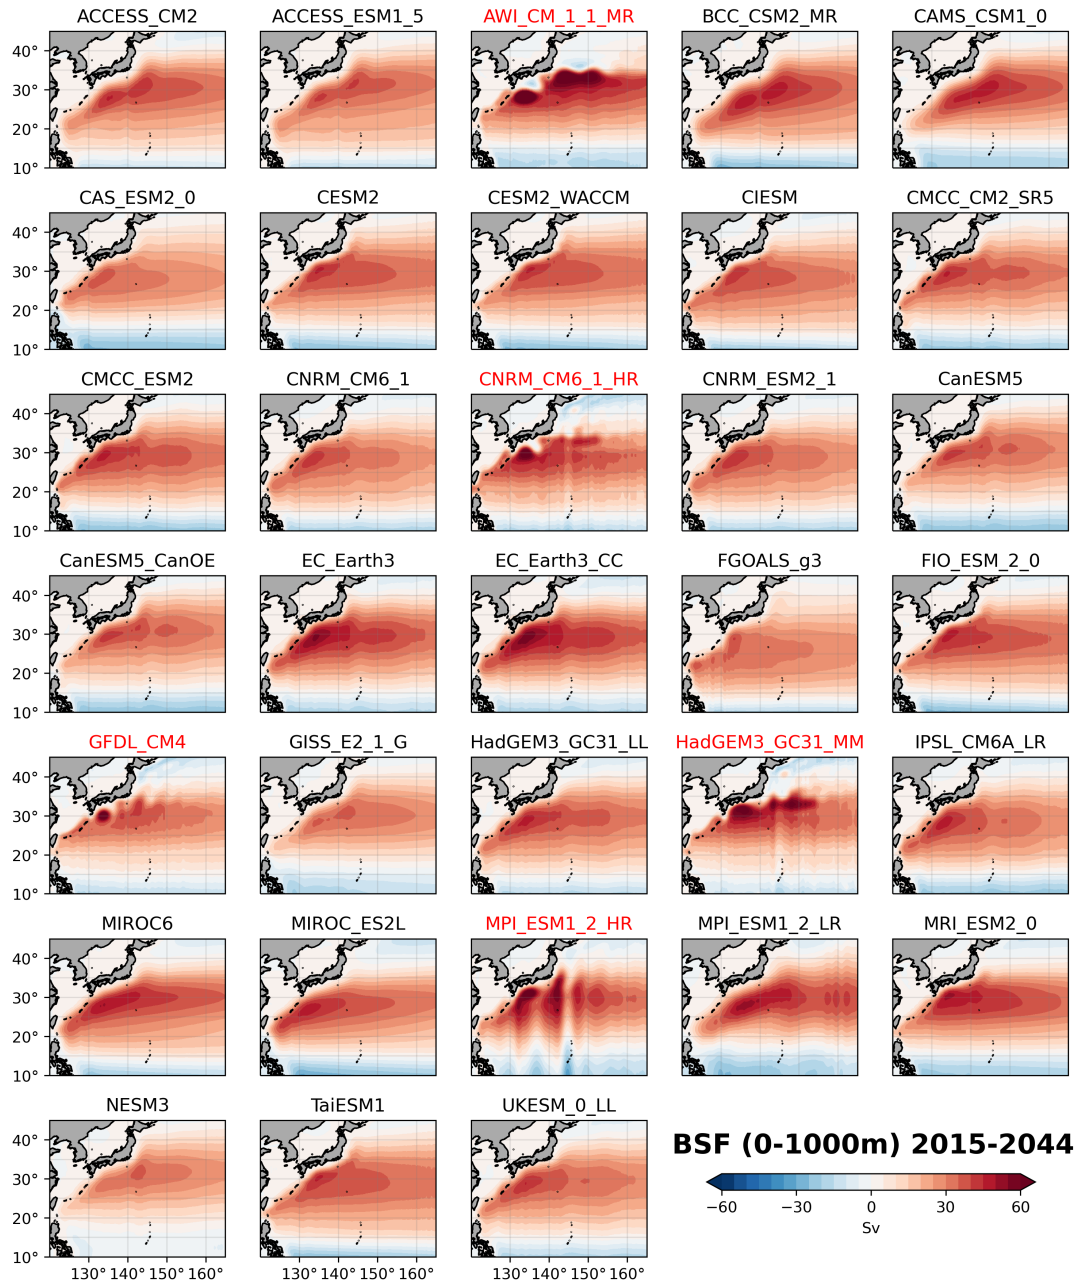 ACCESS_CM2 ACCESS_ESM1_5 AWI_CM_1_1_MR BCC_CSM2_MR CAMS_CSM1_0
40°
30°
20°
10°
CAS_ESM2_0 CESM2 CESM2_WACCM CIESM CMCC_CM2_SR5
40°
30°
20°
10°
CMCC_ESM2 CNRM_CM6_1 CNRM_CM6_1_HR CNRM_ESM2_1 CanESM5
40°
30°
20°
10°
CanESM5_CanOE EC_Earth3 EC_Earth3_CC FGOALS_g3 FIO_ESM_2_0
40°
30°
20°
10°
GFDL_CM4 GISS_E2_1_G HadGEM3_GC31_LL HadGEM3_GC31_MM IPSL_CM6A_LR
40°
30°
20°
10°
MIROC6 MIROC_ES2L MPI_ESM1_2_HR MPI_ESM1_2_LR MRI_ESM2_0
40°
30°
20°
10°
NESM3 TaiESM1 UKESM_0_LL
40°
30°
20°
10°
130° 140° 150° 160° 130° 140° 150° 160° 130° 140° 150° 160°
BSF (0-1000m) 2015-2044
−60 −30 0 30 60
Sv